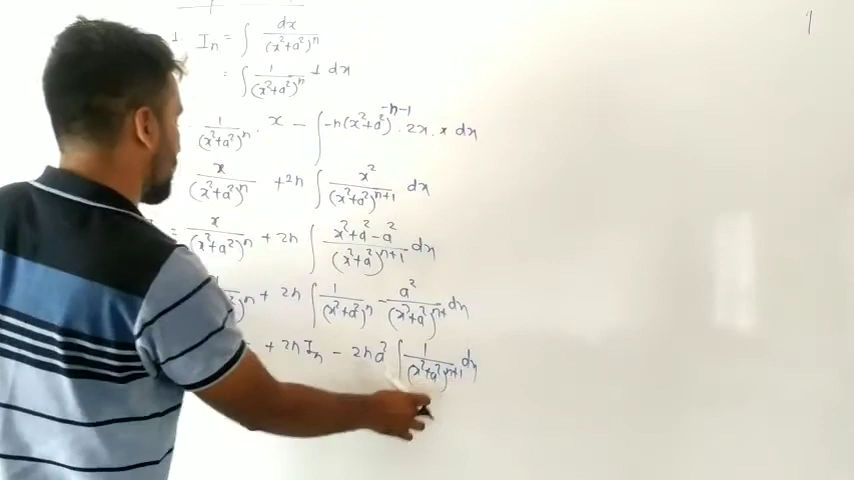 1 Iₙ = ∫ dx/(x²+a²)ⁿ
= ∫ 1/(x²+a²)ⁿ 1 dx
1/(x²+a²)ⁿ · x − ∫ -n(x²+a²)^(-n-1) · 2x · x dx
x/(x²+a²)ⁿ +2n ∫ x²/(x²+a²)ⁿ⁺¹ dx
= x/(x²+a²)ⁿ + 2n ∫ x²+a²-a²/(x²+a²)ⁿ⁺¹ dx
+ 2n ∫ 1/(x²+a²)ⁿ - a²/(x²+a²)ⁿ⁺ dx
+ 2n Iₙ − 2na² ∫ 1/(x²+a²)ⁿ⁺¹ dx